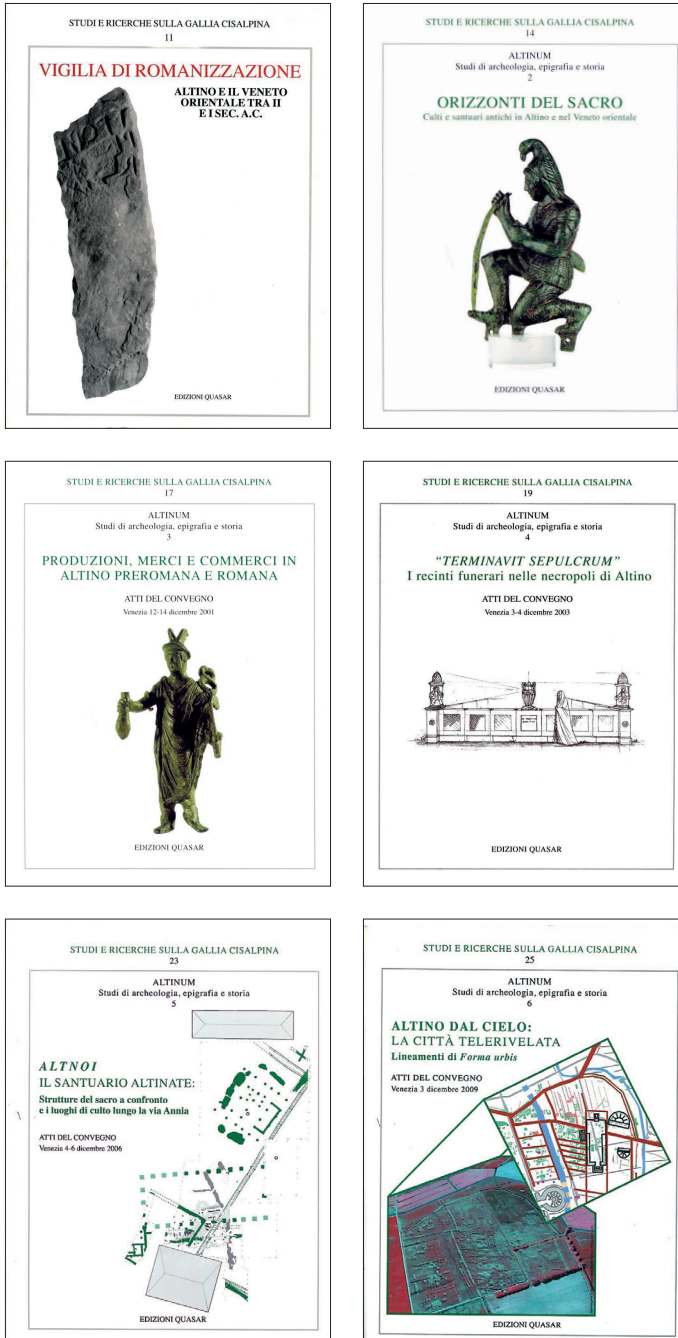 STUDI E RICERCHE SULLA GALLIA CISALPINA
11
VIGILIA DI ROMANIZZAZIONE
ALTINO E IL VENETO
ORIENTALE TRA II
E I SEC. A.C.
EDIZIONI QUASAR
STUDI E RICERCHE SULLA GALLIA CISALPINA
14
ALTINUM
Studi di archeologia, epigrafia e storia
2
ORIZZONTI DEL SACRO
Culti e santuari antichi in Altino e nel Veneto orientale
EDIZIONI QUASAR
STUDI E RICERCHE SULLA GALLIA CISALPINA
17
ALTINUM
Studi di archeologia, epigrafia e storia
3
PRODUZIONI, MERCI E COMMERCI IN
ALTINO PREROMANA E ROMANA
ATTI DEL CONVEGNO
Venezia 12-14 dicembre 2001
EDIZIONI QUASAR
STUDI E RICERCHE SULLA GALLIA CISALPINA
19
ALTINUM
Studi di archeologia, epigrafia e storia
4
"TERMINAVIT SEPULCRUM"
I recinti funerari nelle necropoli di Altino
ATTI DEL CONVEGNO
Venezia 3-4 dicembre 2003
EDIZIONI QUASAR
STUDI E RICERCHE SULLA GALLIA CISALPINA
23
ALTINUM
Studi di archeologia, epigrafia e storia
5
ALTNOI
IL SANTUARIO ALTINATE:
Strutture del sacro a confronto
e i luoghi di culto lungo la via Annia
ATTI DEL CONVEGNO
Venezia 4-6 dicembre 2006
EDIZIONI QUASAR
STUDI E RICERCHE SULLA GALLIA CISALPINA
25
ALTINUM
Studi di archeologia, epigrafia e storia
6
ALTINO DAL CIELO:
LA CITTÀ TELERIVELATA
Lineamenti di Forma urbis
ATTI DEL CONVEGNO
Venezia 3 dicembre 2009
EDIZIONI QUASAR